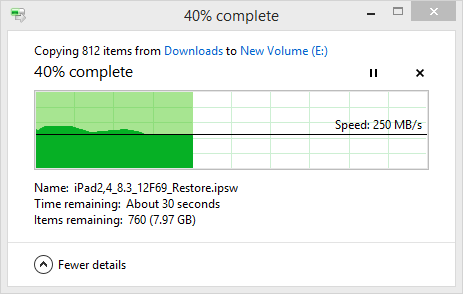 40% complete
Copying 812 items from Downloads to New Volume (E:)
40% complete
Speed: 250 MB/s
Name: iPad2,4_8.3_12F69_Restore.ipsw
Time remaining: About 30 seconds
Items remaining: 760 (7.97 GB)
Fewer details